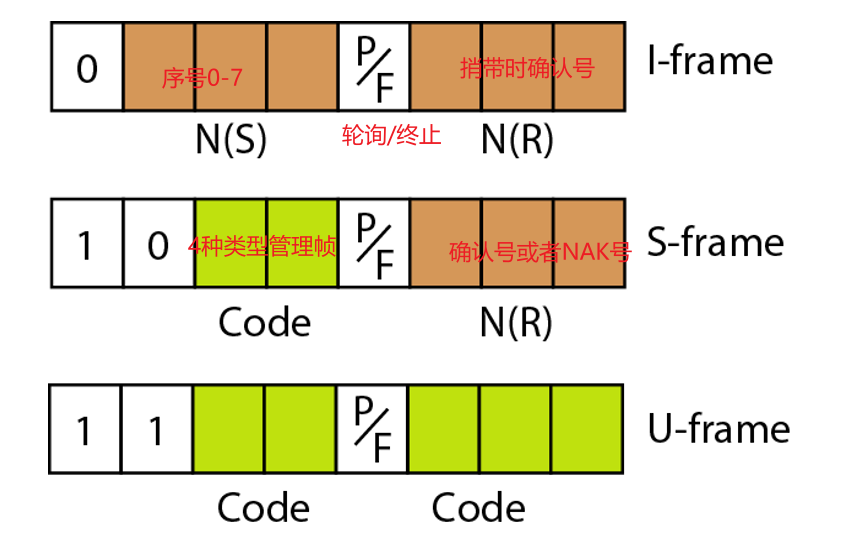 0 序号0-7 P/F 捎带时确认号 I-frame
N(S) 轮询/终止 N(R)
1 0 4种类型管理帧 P/F 确认号或者NAK号 S-frame
Code N(R)
1 1 P/F U-frame
Code Code